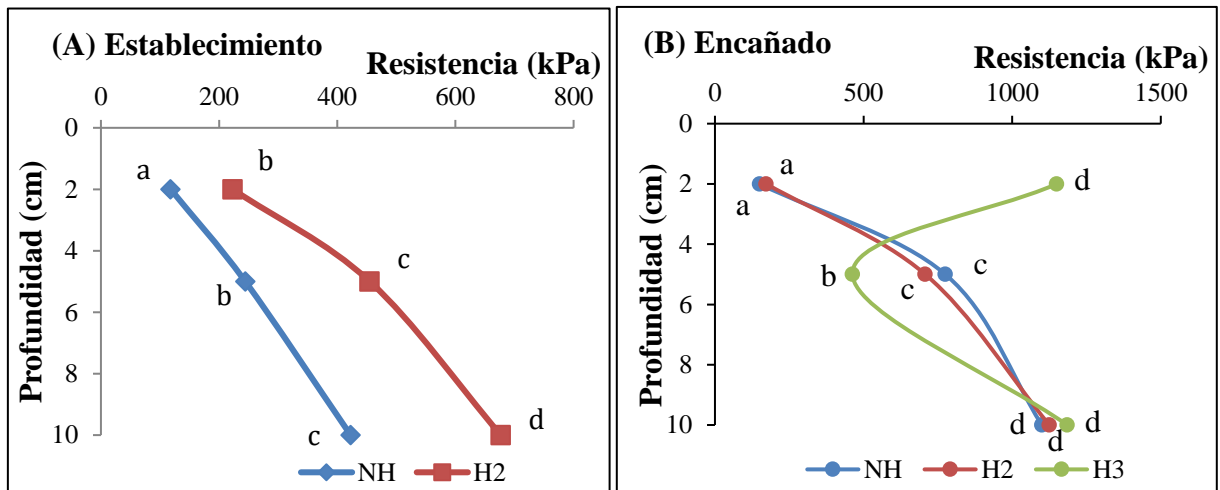 (A) Establecimiento
Resistencia (kPa)
0 200 400 600 800
0
2
4
6
8
10
Profundidad (cm)
a
b
b
c
c
d
NH H2
(B) Encañado
Resistencia (kPa)
0 500 1000 1500
0
2
4
6
8
10
Profundidad (cm)
a
d
a
c
b
c
d
d
d
NH H2 H3